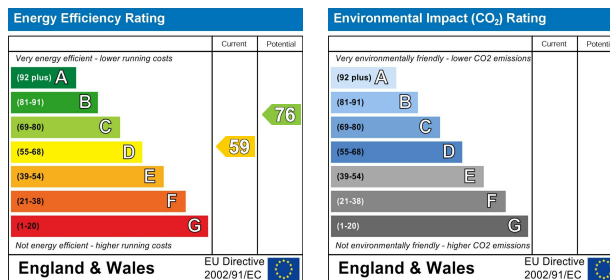 Energy Efficiency Rating
Current Potential
Very energy efficient - lower running costs
(92 plus) A
(81-91) B
(69-80) C
(55-68) D
(39-54) E
(21-38) F
(1-20) G
59
76
Not energy efficient - higher running costs
England & Wales
EU Directive
2002/91/EC
Environmental Impact (CO₂) Rating
Current Potential
Very environmentally friendly - lower CO2 emissions
(92 plus) A
(81-91) B
(69-80) C
(55-68) D
(39-54) E
(21-38) F
(1-20) G
Not environmentally friendly - higher CO2 emissions
England & Wales
EU Directive
2002/91/EC